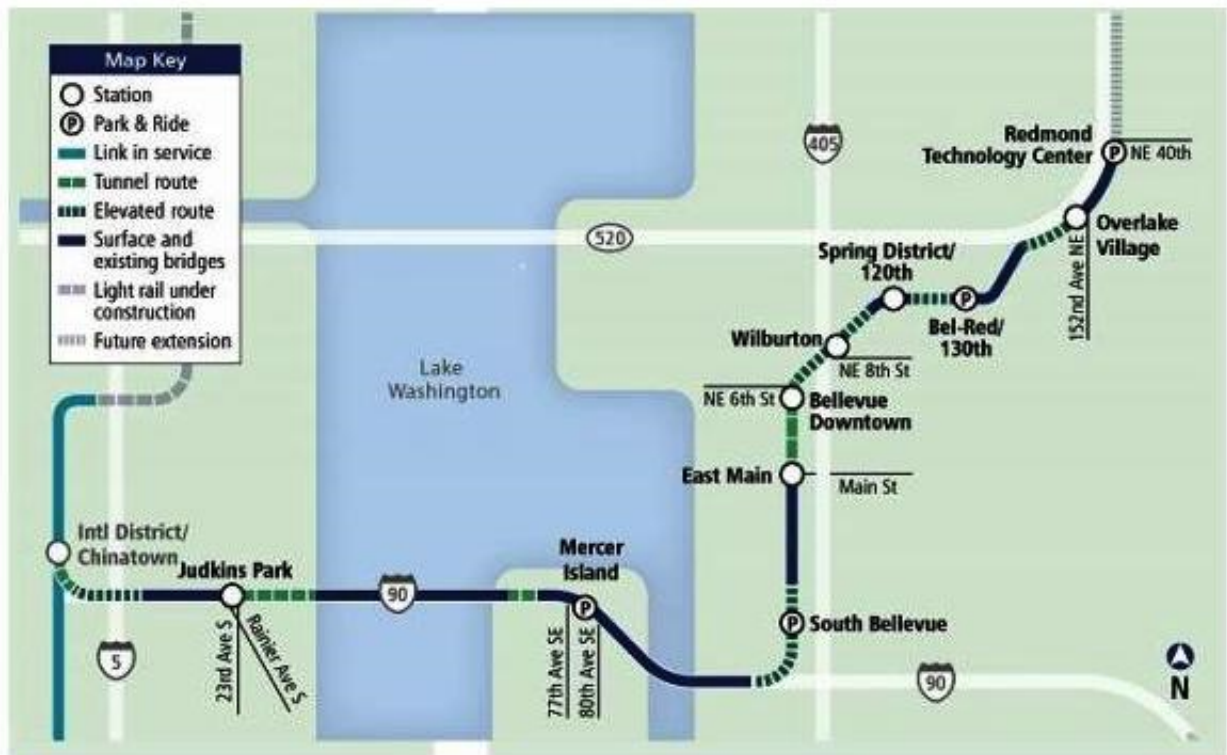 Map Key
Station
P
Park & Ride
Link in service
Tunnel route
Elevated route
Surface and
existing bridges
Light rail under
construction
Future extension
405
Redmond
Technology Center
P
NE 40th
520
Overlake
Village
152nd Ave NE
Spring District/
120th
P
Bel-Red/
130th
Wilburton
NE 8th St
Lake
Washington
NE 6th St
Bellevue
Downtown
East Main
Main St
Intl District/
Chinatown
Judkins Park
23rd Ave S
Rainier Ave S
5
90
Mercer
Island
P
77th Ave SE
80th Ave SE
P
South Bellevue
90
N